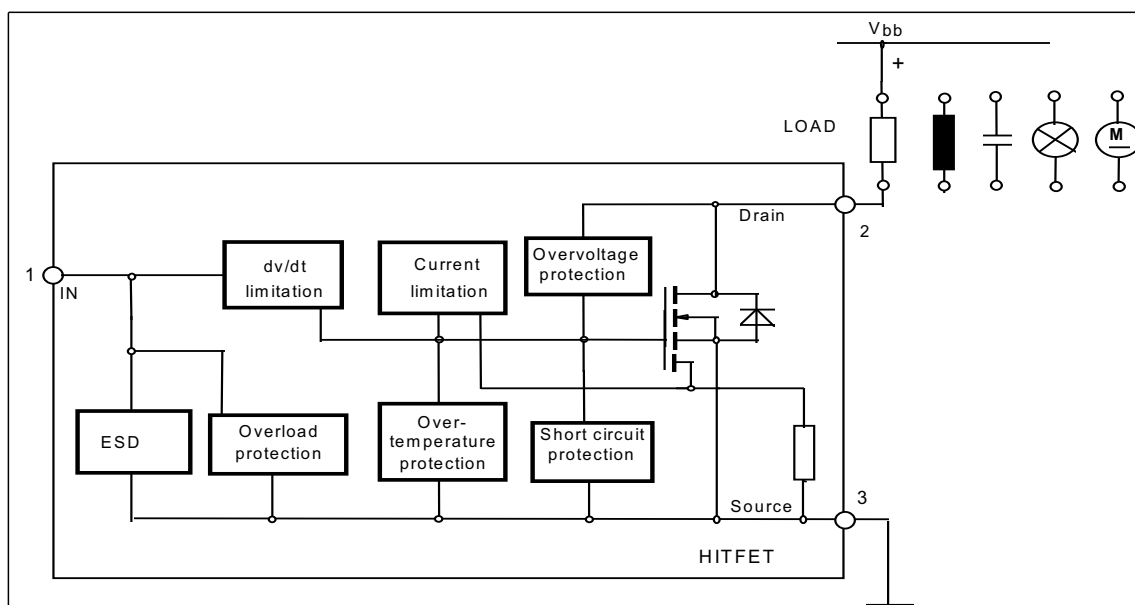 Vbb
+
LOAD
M
Drain
2
Overvoltage
protection
1
IN
dv/dt
limitation
Current
limitation
ESD
Overload
protection
Over-
temperature
protection
Short circuit
protection
Source
3
HITFET